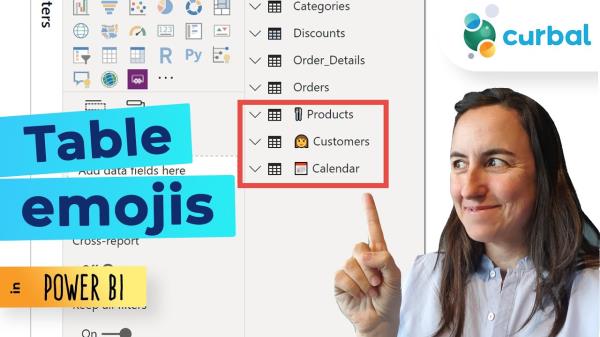 ters
Categories
Discounts
Order_Details
Orders
👖 Products
👩 Customers
📅 Calendar
R
Py
...
Add data fields here
Cross-report
Keep all filters
On
Table
emojis
in
POWER BI
curbal